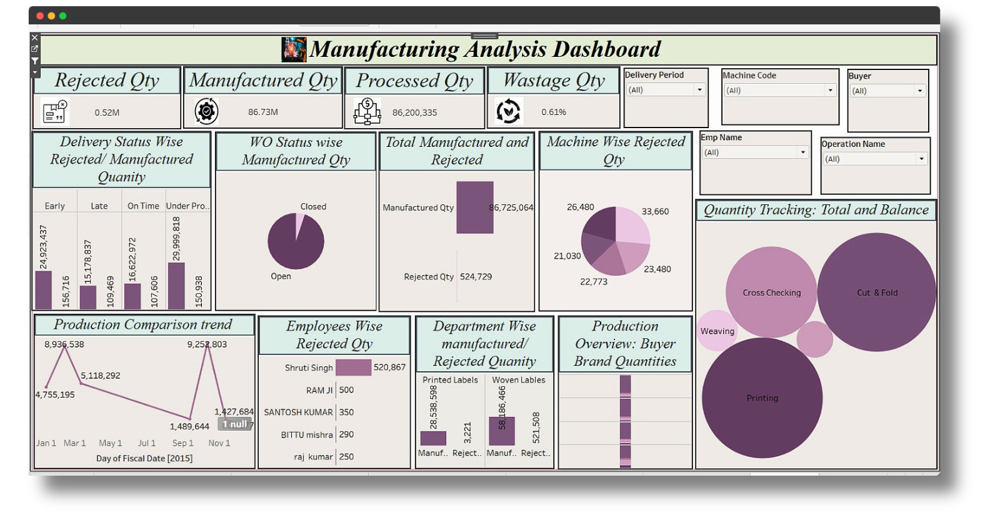 Manufacturing Analysis Dashboard
Rejected Qty
0.52M
Manufactured Qty
86.73M
Processed Qty
86,200,335
Wastage Qty
0.61%
Delivery Period
(All)
Machine Code
(All)
Buyer
(All)
Emp Name
(All)
Operation Name
(All)
Delivery Status Wise
Rejected/ Manufactured
Quanity
Early
Late
On Time
Under Pro..
24,923,437
156,716
15,178,837
109,469
16,622,972
107,606
29,999,818
150,938
WO Status wise
Manufactured Qty
Closed
Open
Total Manufactured and
Rejected
Manufactured Qty
86,725,064
Rejected Qty
524,729
Machine Wise Rejected
Qty
26,480
33,660
21,030
23,480
22,773
Quantity Tracking: Total and Balance
Cross Checking
Cut & Fold
Weaving
Printing
Production Comparison trend
8,936,538
9,252,803
5,118,292
4,755,195
1,427,684
1,489,644
1 null
Jan 1
Mar 1
May 1
Jul 1
Sep 1
Nov 1
Day of Fiscal Date [2015]
Employees Wise
Rejected Qty
Shruti Singh
520,867
RAM JI
500
SANTOSH KUMAR
350
BITTU mishra
290
raj kumar
250
Department Wise
manufactured/
Rejected Quanity
Printed Labels
Woven Lables
28,538,598
3,221
58,186,466
521,508
Manuf..
Reject..
Manuf..
Reject..
Production
Overview: Buyer
Brand Quantities